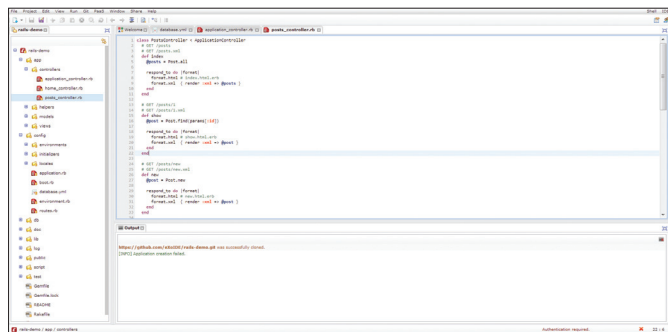 File Project Edit View Run Git PaaS Window Share Help
rails-demo
Welcome
database.yml
application_controller.rb
posts_controller.rb
rails-demo
app
controllers
application_controller.rb
home_controller.rb
posts_controller.rb
helpers
models
views
config
environments
initializers
locales
application.rb
boot.rb
database.yml
environment.rb
routes.rb
db
doc
lib
log
public
script
test
Gemfile
Gemfile.lock
README
Rakefile
class PostsController < ApplicationController
# GET /posts
# GET /posts.xml
def index
@posts = Post.all
respond_to do |format|
format.html # index.html.erb
format.xml { render :xml => @posts }
end
end
# GET /posts/1
# GET /posts/1.xml
def show
@post = Post.find(params[:id])
respond_to do |format|
format.html # show.html.erb
format.xml { render :xml => @post }
end
end
# GET /posts/new
# GET /posts/new.xml
def new
@post = Post.new
respond_to do |format|
format.html # new.html.erb
format.xml { render :xml => @post }
end
end
Output
was successfully cloned.
[INFO] Application creation failed.
rails-demo / app / controllers
Authentication required.